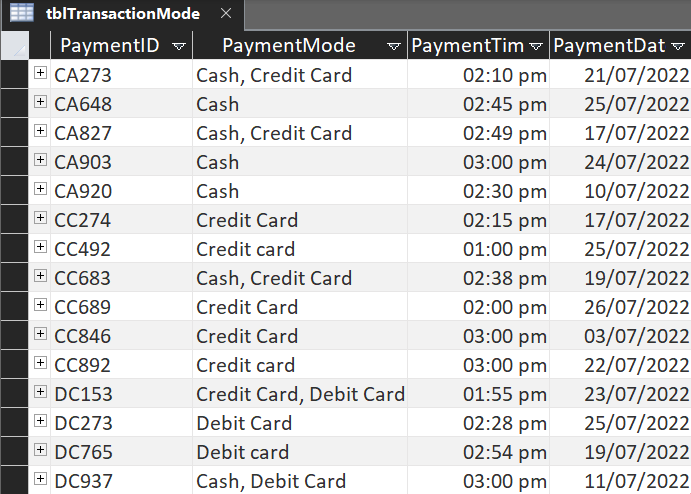 tblTransactionMode
PaymentID PaymentMode PaymentTim PaymentDat
CA273 Cash, Credit Card 02:10 pm 21/07/2022
CA648 Cash 02:45 pm 25/07/2022
CA827 Cash, Credit Card 02:49 pm 17/07/2022
CA903 Cash 03:00 pm 24/07/2022
CA920 Cash 02:30 pm 10/07/2022
CC274 Credit Card 02:15 pm 17/07/2022
CC492 Credit card 01:00 pm 25/07/2022
CC683 Cash, Credit Card 02:38 pm 19/07/2022
CC689 Credit Card 02:00 pm 26/07/2022
CC846 Credit Card 03:00 pm 03/07/2022
CC892 Credit card 03:00 pm 22/07/2022
DC153 Credit Card, Debit Card 01:55 pm 23/07/2022
DC273 Debit Card 02:28 pm 25/07/2022
DC765 Debit card 02:54 pm 19/07/2022
DC937 Cash, Debit Card 03:00 pm 11/07/2022